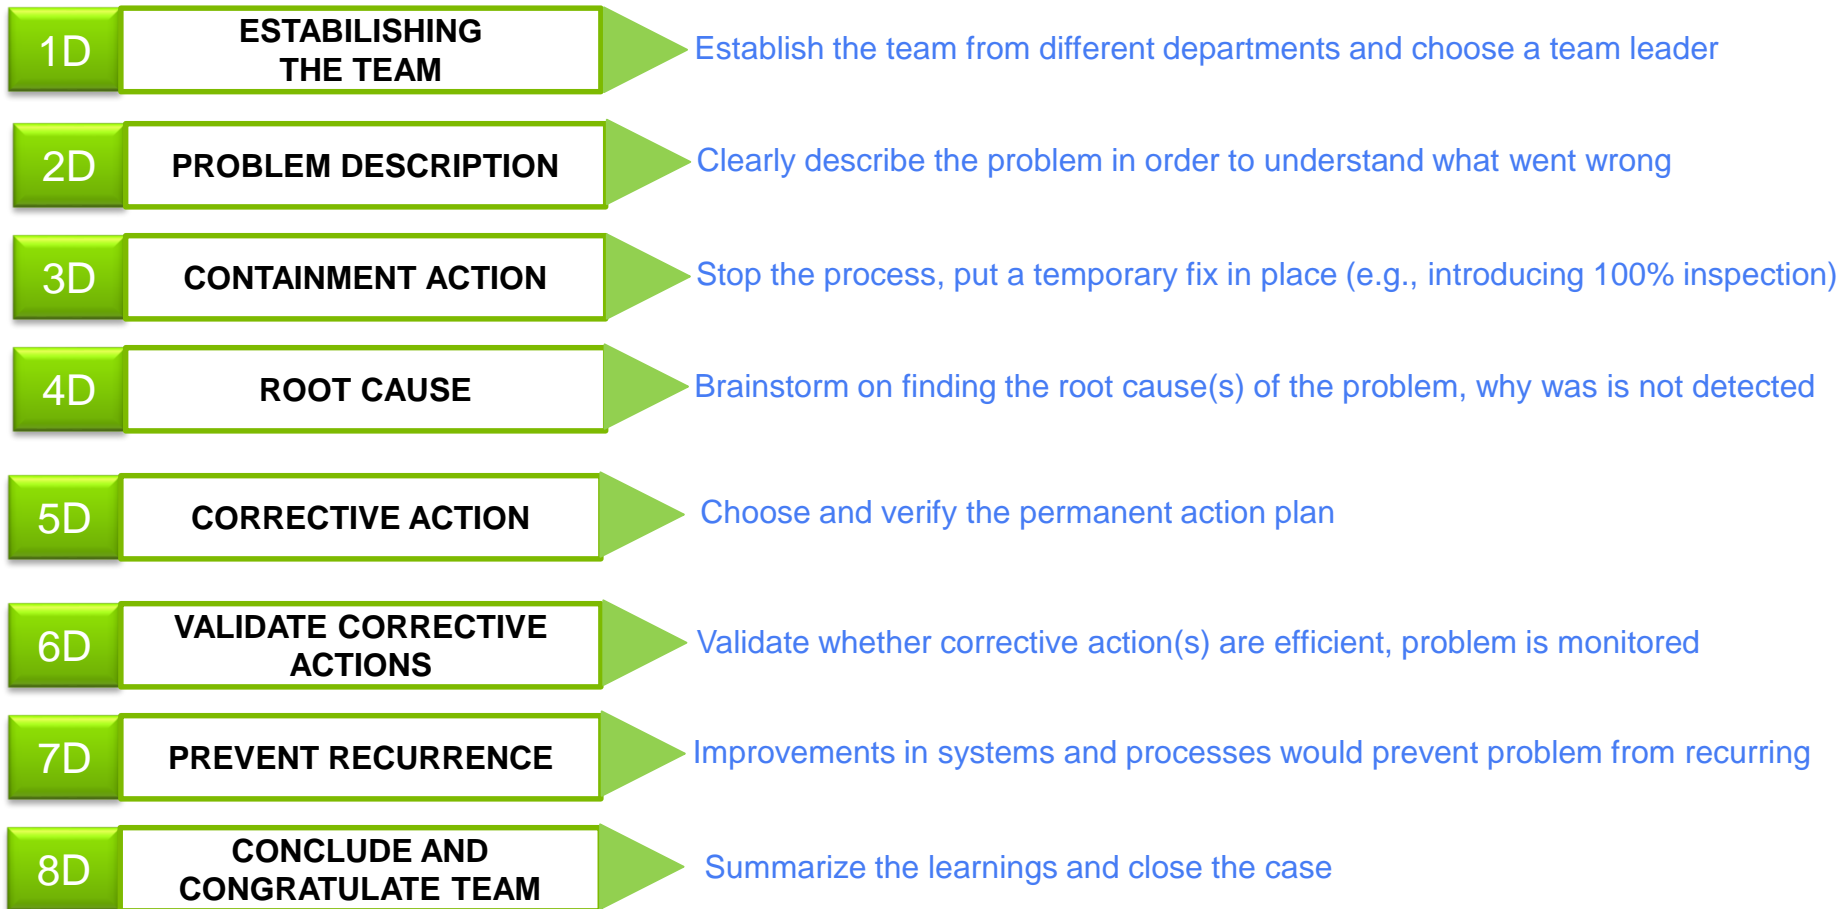 1D
ESTABILISHING
THE TEAM
Establish the team from different departments and choose a team leader
2D
PROBLEM DESCRIPTION
Clearly describe the problem in order to understand what went wrong
3D
CONTAINMENT ACTION
Stop the process, put a temporary fix in place (e.g., introducing 100% inspection)
4D
ROOT CAUSE
Brainstorm on finding the root cause(s) of the problem, why was is not detected
5D
CORRECTIVE ACTION
Choose and verify the permanent action plan
6D
VALIDATE CORRECTIVE
ACTIONS
Validate whether corrective action(s) are efficient, problem is monitored
7D
PREVENT RECURRENCE
Improvements in systems and processes would prevent problem from recurring
8D
CONCLUDE AND
CONGRATULATE TEAM
Summarize the learnings and close the case